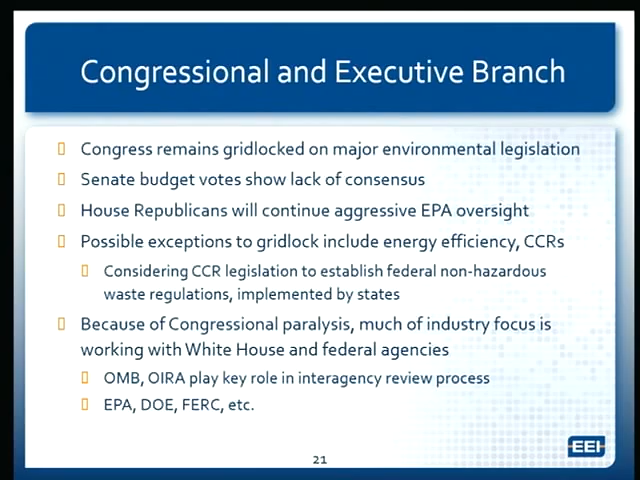 Congressional and Executive Branch
Congress remains gridlocked on major environmental legislation
Senate budget votes show lack of consensus
House Republicans will continue aggressive EPA oversight
Possible exceptions to gridlock include energy efficiency, CCRs
Considering CCR legislation to establish federal non-hazardous
waste regulations, implemented by states
Because of Congressional paralysis, much of industry focus is
working with White House and federal agencies
OMB, OIRA play key role in interagency review process
EPA, DOE, FERC, etc.
21
EEI